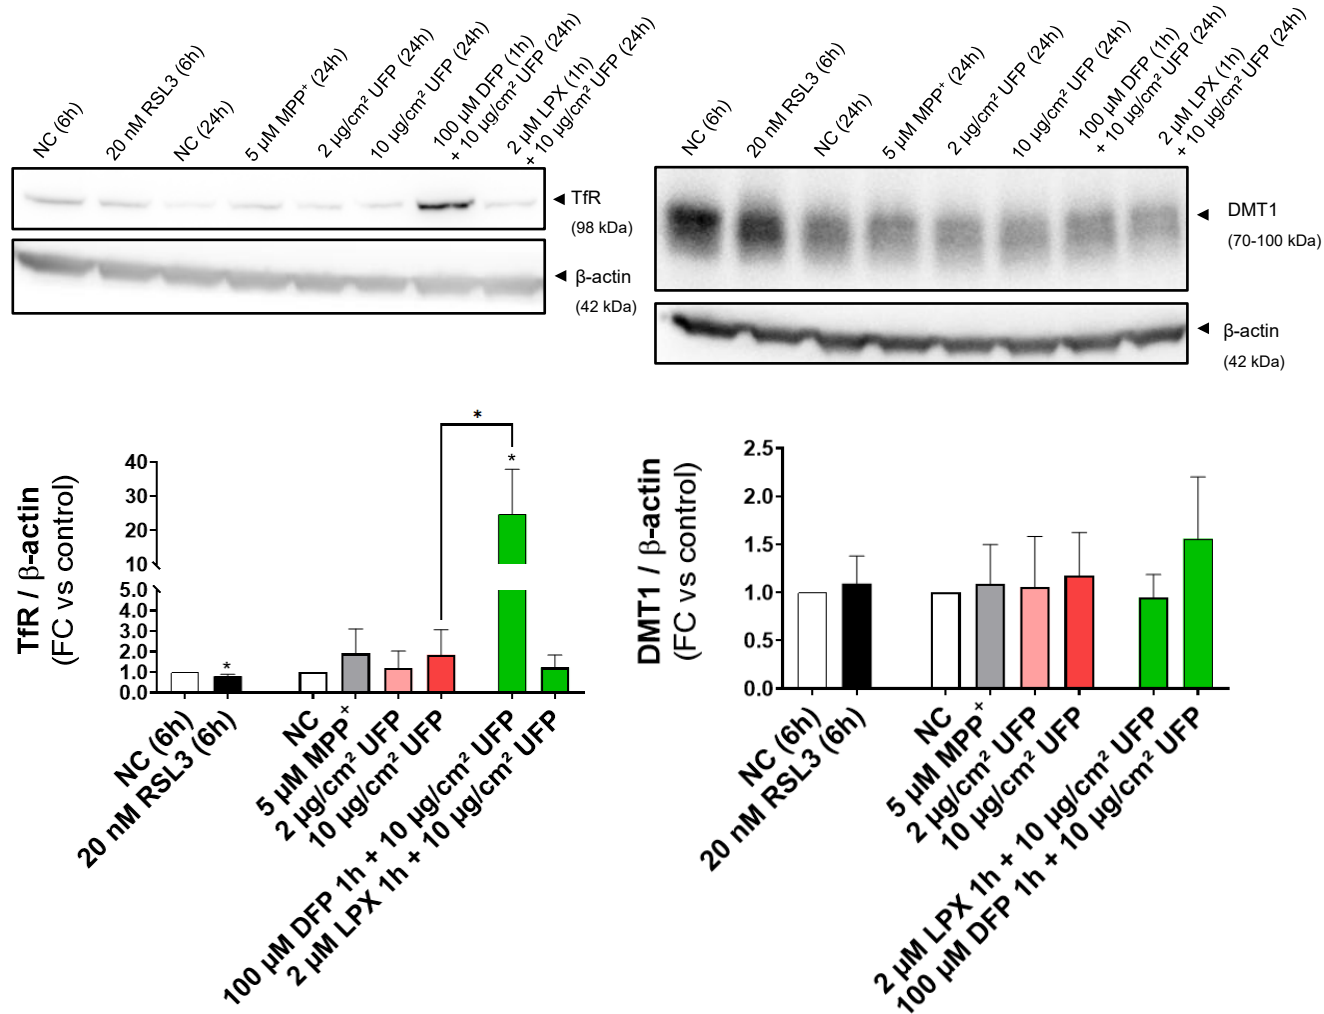 NC (6h)
20 nM RSL3 (6h)
NC (24h)
5 µM MPP⁺ (24h)
2 µg/cm² UFP (24h)
10 µg/cm² UFP (24h)
100 µM DFP (1h)
+ 10 µg/cm² UFP (24h)
2 µM LPX (1h)
+ 10 µg/cm² UFP (24h)
TfR
(98 kDa)
β-actin
(42 kDa)
NC (6h)
20 nM RSL3 (6h)
NC (24h)
5 µM MPP⁺ (24h)
2 µg/cm² UFP (24h)
10 µg/cm² UFP (24h)
100 µM DFP (1h)
+ 10 µg/cm² UFP (24h)
2 µM LPX (1h)
+ 10 µg/cm² UFP (24h)
DMT1
(70-100 kDa)
β-actin
(42 kDa)
TfR / β-actin
(FC vs control)
40
30
20
10
5.0
4.0
3.0
2.0
1.0
0.0
*
*
*
NC (6h)
20 nM RSL3 (6h)
NC
5 µM MPP⁺
2 µg/cm² UFP
10 µg/cm² UFP
100 µM DFP 1h + 10 µg/cm² UFP
2 µM LPX 1h + 10 µg/cm² UFP
DMT1 / β-actin
(FC vs control)
2.5
2.0
1.5
1.0
0.5
0.0
NC (6h)
20 nM RSL3 (6h)
NC
5 µM MPP⁺
2 µg/cm² UFP
10 µg/cm² UFP
2 µM LPX 1h + 10 µg/cm² UFP
100 µM DFP 1h + 10 µg/cm² UFP